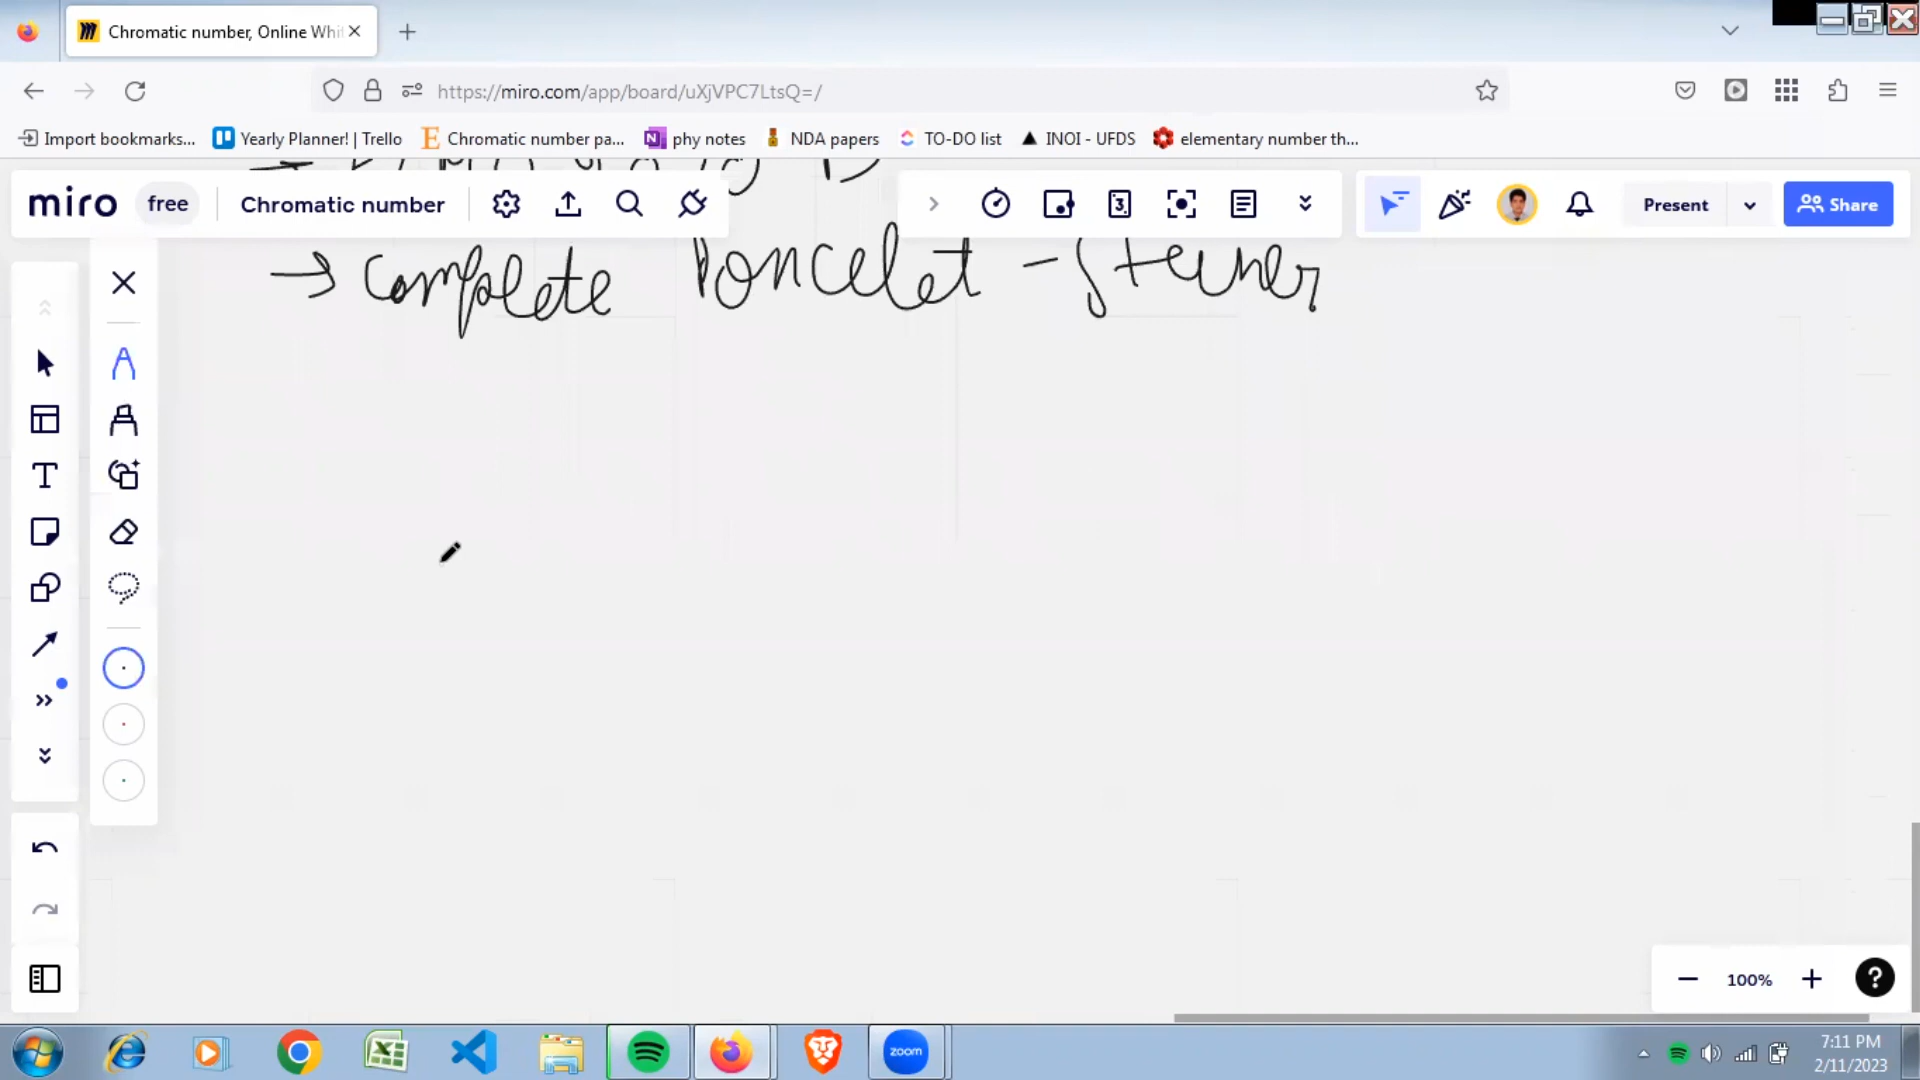 Chromatic number, Online Whi
https://miro.com/app/board/uXjVPC7LtsQ=/
Import bookmarks... Yearly Planner! | Trello Chromatic number pa... phy notes NDA papers TO-DO list INOI - UFDS elementary number th...
miro free Chromatic number 3 Present Share
→ complete Poncelet - Steiner
T
100%
zoom
7:11 PM
2/11/2023